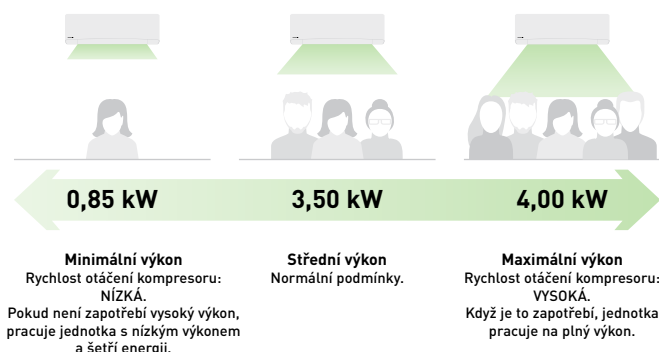 0,85 kW
3,50 kW
4,00 kW
Minimální výkon
Rychlost otáčení kompresoru:
NÍZKÁ.
Pokud není zapotřebí vysoký výkon,
pracuje jednotka s nízkým výkonem
a šetří energii.
Střední výkon
Normální podmínky.
Maximální výkon
Rychlost otáčení kompresoru:
VYSOKÁ.
Když je to zapotřebí, jednotka
pracuje na plný výkon.